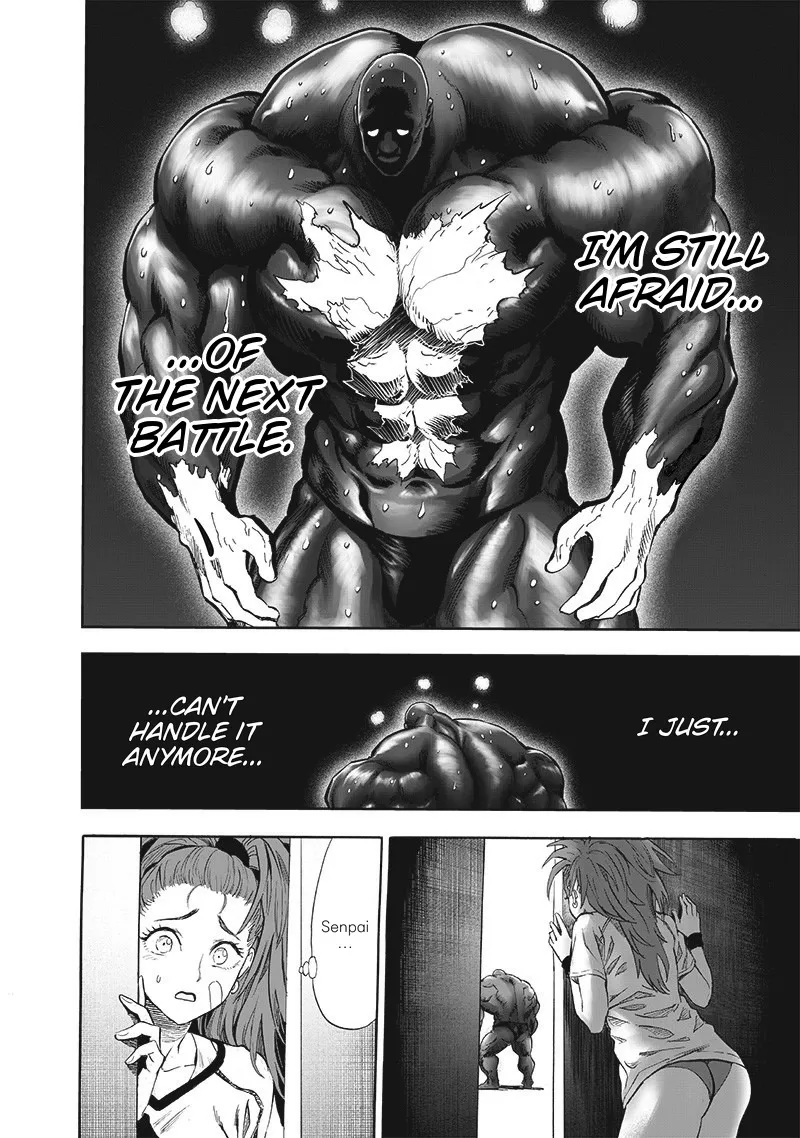 I'M STILL
AFRAID...
...OF
THE NEXT
BATTLE.
I JUST...
...CAN'T
HANDLE IT
ANYMORE...
Senpai
...